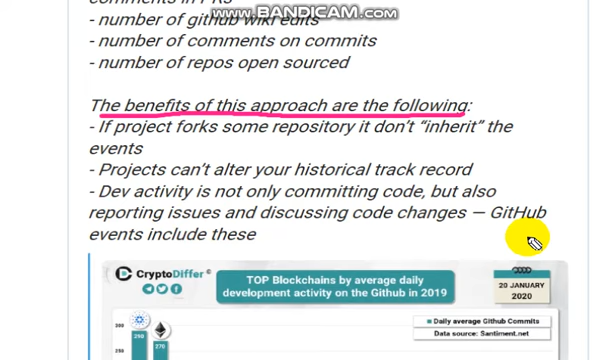 comments in PRs
www.BANDICAM.com
- number of github wiki edits
- number of comments on commits
- number of repos open sourced
The benefits of this approach are the following:
- If project forks some repository it don't “inherit” the
events
- Projects can’t alter your historical track record
- Dev activity is not only committing code, but also
reporting issues and discussing code changes — GitHub
events include these
CryptoDiffer
TOP Blockchains by average daily
development activity on the Github in 2019
20 JANUARY
2020
Daily average Github Commits
Data source: Santiment.net
300
290
270
250